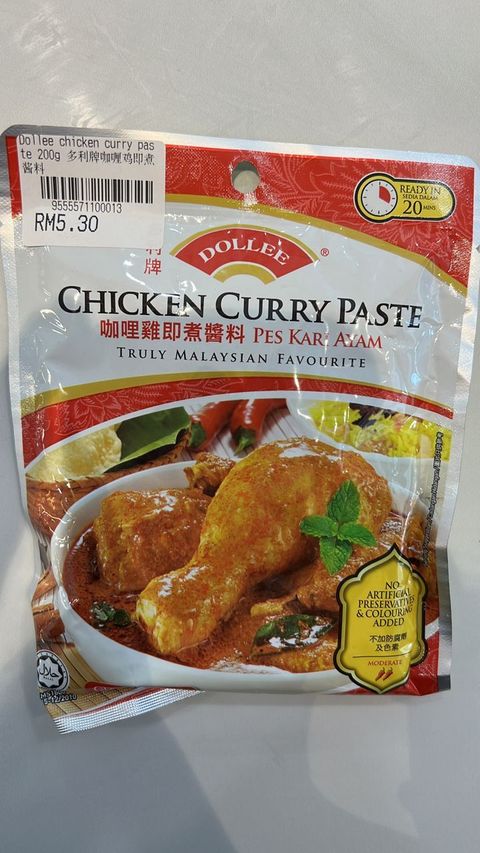 Dollee chicken curry pas
te 200g 多利牌咖喱鸡即煮
酱料
9555571100013
RM5.30
READY IN
SEDIA DALAM
20 MINS
利
牌
DOLLEE
®
CHICKEN CURRY PASTE
咖哩雞即煮醬料 PES KARI AYAM
TRULY MALAYSIAN FAVOURITE
NO
ARTIFICIAL
PRESERVATIVES
& COLOURING
ADDED
不加防腐劑
及色素
MODERATE